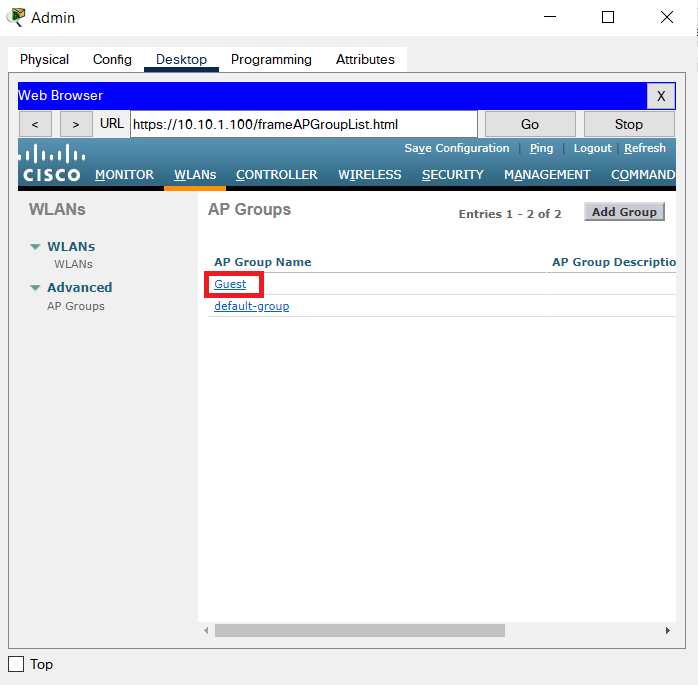 Admin
Physical Config Desktop Programming Attributes
Web Browser X
< > URL https://10.10.1.100/frameAPGroupList.html Go Stop
Save Configuration | Ping | Logout | Refresh
CISCO MONITOR WLANs CONTROLLER WIRELESS SECURITY MANAGEMENT COMMAND
WLANs AP Groups Entries 1 - 2 of 2 Add Group
WLANs
WLANs
Advanced
AP Groups
AP Group Name AP Group Descriptio
Guest
default-group
Top